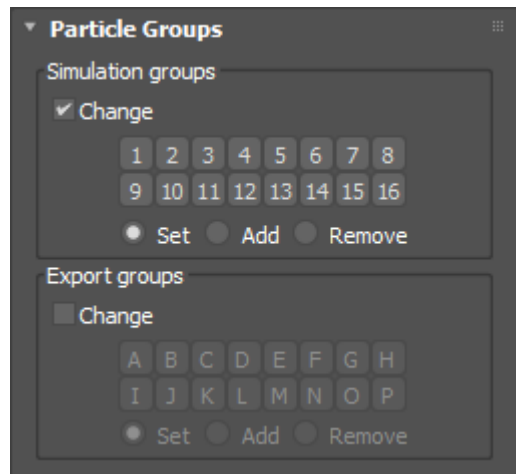 Particle Groups
Simulation groups
Change
1 2 3 4 5 6 7 8
9 10 11 12 13 14 15 16
Set Add Remove
Export groups
Change
A B C D E F G H
I J K L M N O P
Set Add Remove